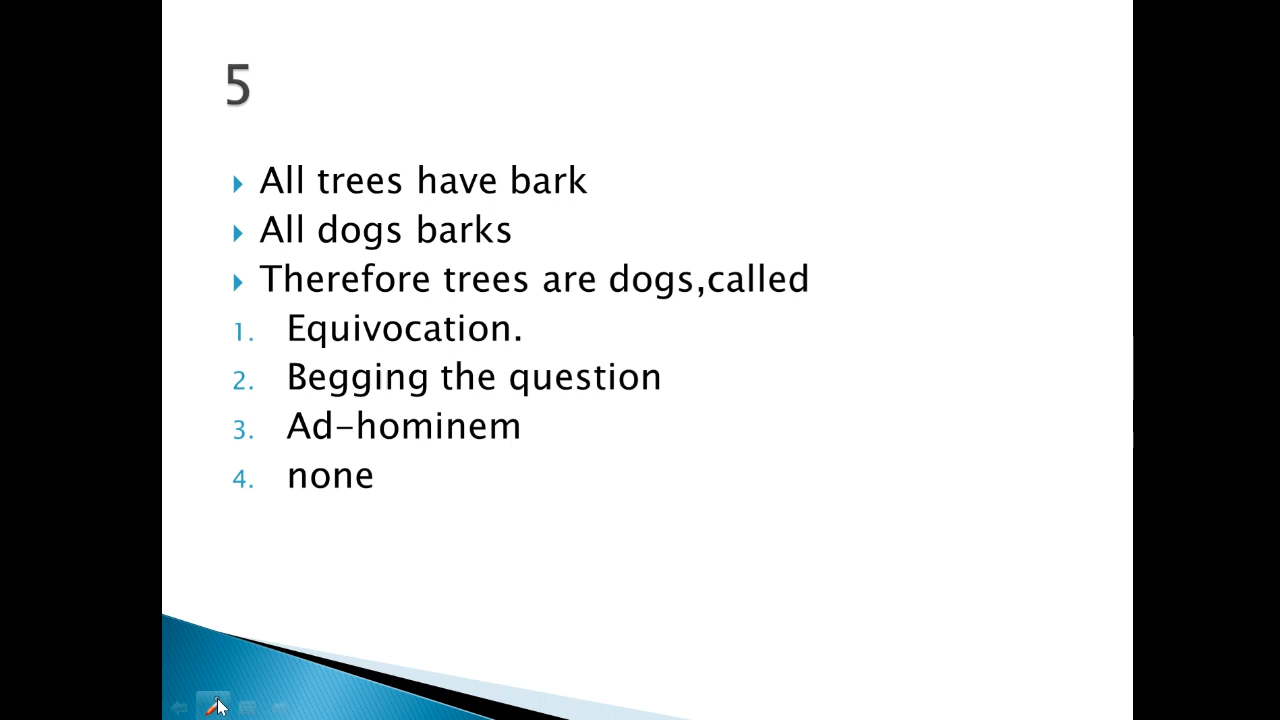 5
All trees have bark
All dogs barks
Therefore trees are dogs,called
1. Equivocation.
2. Begging the question
3. Ad-hominem
4. none